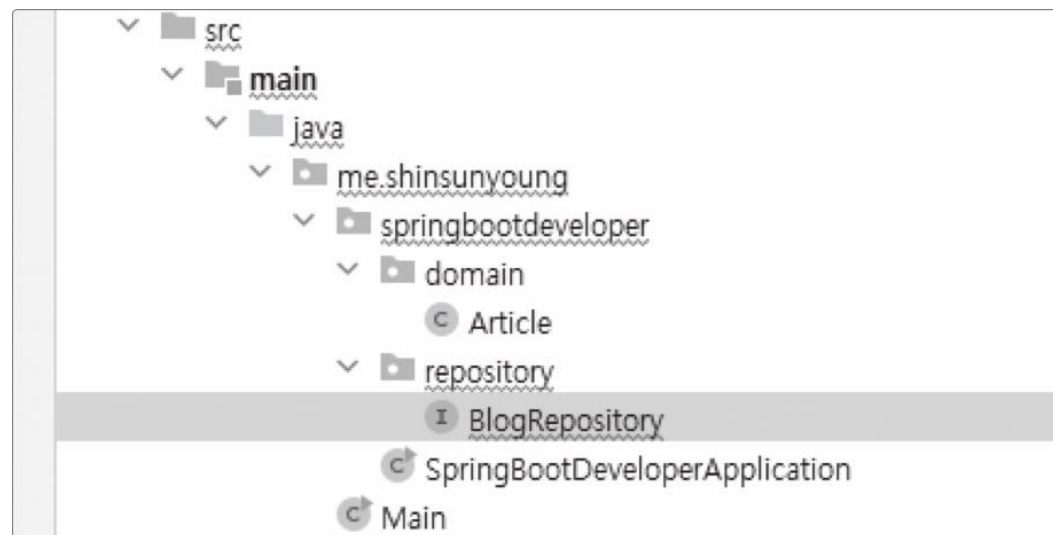 src
main
java
me.shinsunyoung
springbootdeveloper
domain
C Article
repository
I BlogRepository
C SpringBootDeveloperApplication
C Main